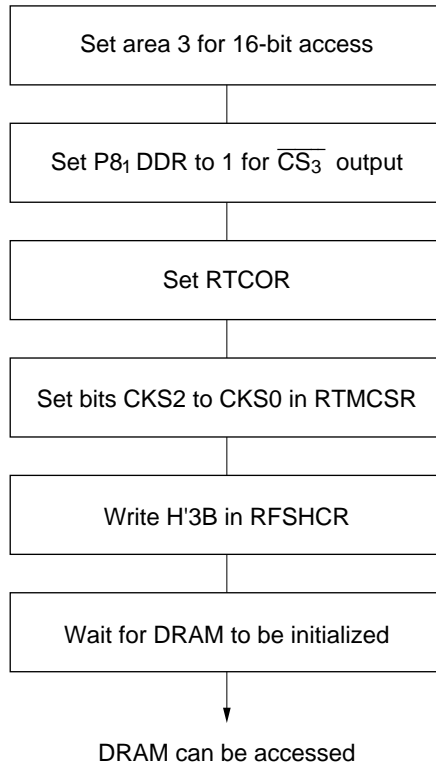 Set area 3 for 16-bit access
Set P8₁ DDR to 1 for C̅S̅₃̅ output
Set RTCOR
Set bits CKS2 to CKS0 in RTMCSR
Write H'3B in RFSHCR
Wait for DRAM to be initialized
DRAM can be accessed